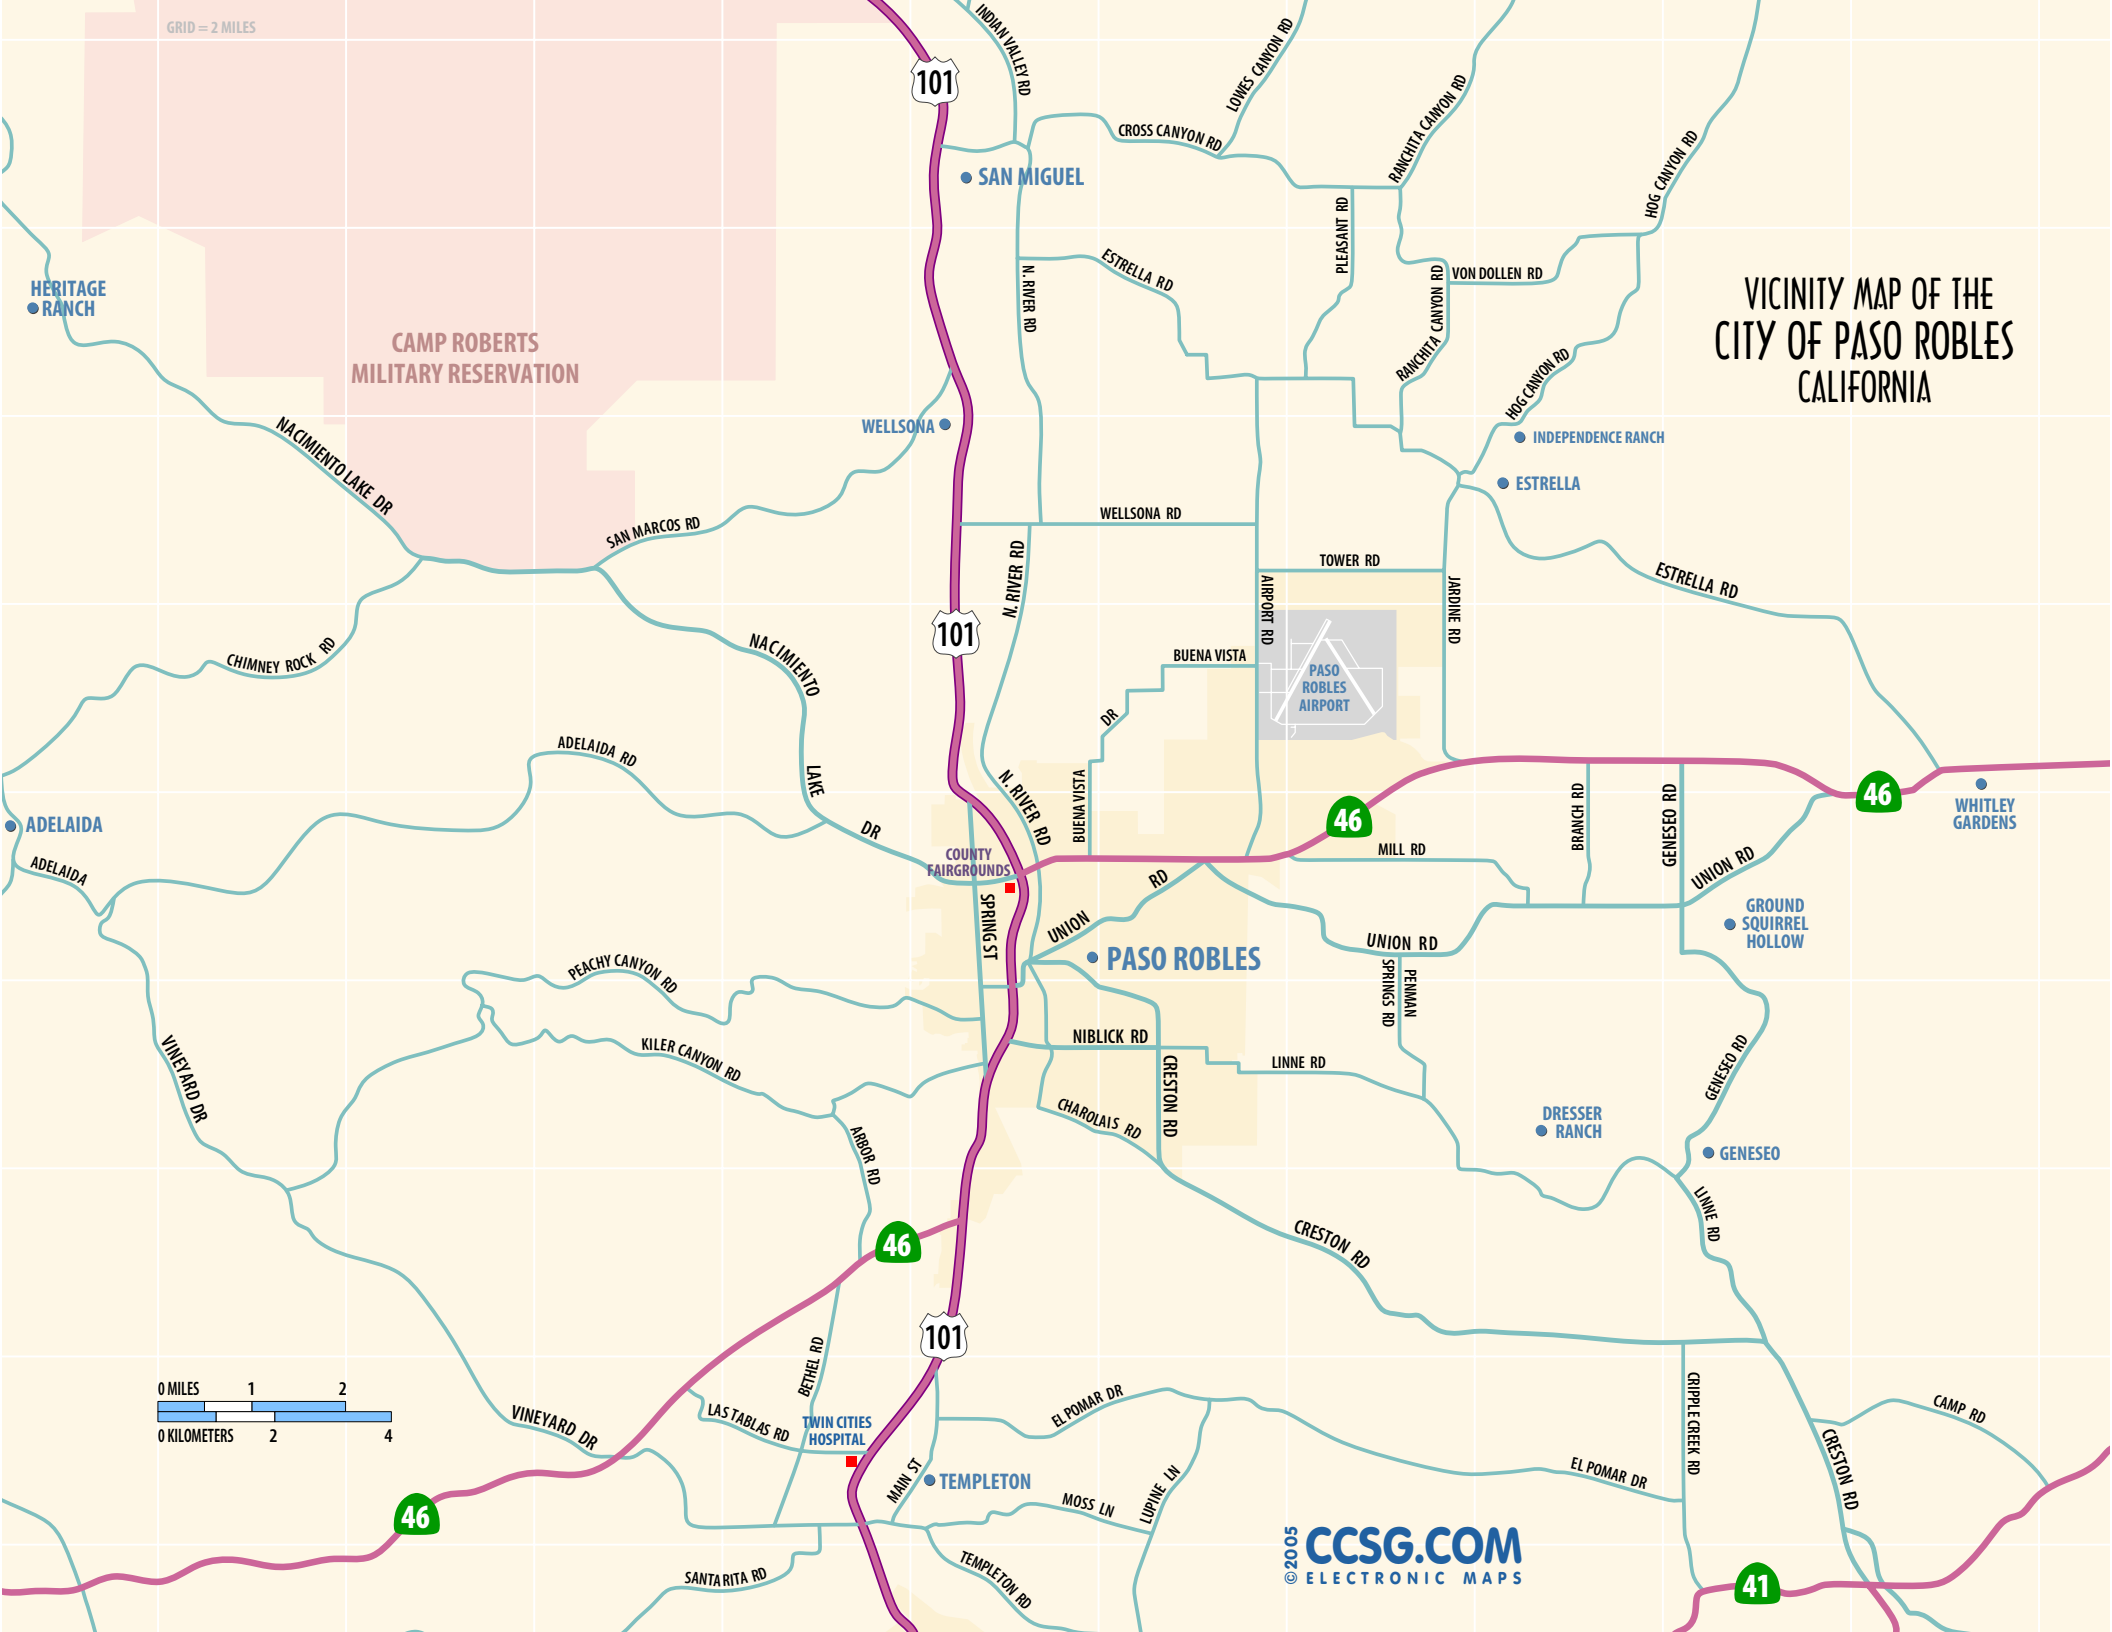 GRID = 2 MILES
101
INDIAN VALLEY RD
LOWES CANYON RD
RANCHITA CANYON RD
CROSS CANYON RD
HOG CANYON RD
SAN MIGUEL
PLEASANT RD
ESTRELLA RD
N. RIVER RD
RANCHITA CANYON RD
VON DOLLEN RD
VICINITY MAP OF THE
CITY OF PASO ROBLES
CALIFORNIA
HERITAGE
RANCH
CAMP ROBERTS
MILITARY RESERVATION
HOG CANYON RD
WELLSONA
INDEPENDENCE RANCH
ESTRELLA
NACIMIENTO LAKE DR
SAN MARCOS RD
WELLSONA RD
N. RIVER RD
TOWER RD
AIRPORT RD
JARDINE RD
ESTRELLA RD
101
CHIMNEY ROCK RD
NACIMIENTO
LAKE
DR
BUENA VISTA
DR
BUENA VISTA
PASO
ROBLES
AIRPORT
ADELAIDA RD
N. RIVER RD
46
BRANCH RD
GENESEO RD
46
WHITLEY
GARDENS
ADELAIDA
ADELAIDA
COUNTY
FAIRGROUNDS
MILL RD
UNION RD
SPRING ST
UNION
RD
UNION RD
GROUND
SQUIRREL
HOLLOW
PASO ROBLES
PENMAN
SPRINGS RD
PEACHY CANYON RD
KILER CANYON RD
NIBLICK RD
CRESTON RD
LINNE RD
GENESEO RD
VINEYARD DR
CHAROLAIS RD
DRESSER
RANCH
GENESEO
ARBOR RD
LINNE RD
46
CRESTON RD
101
0 MILES 1 2
0 KILOMETERS 2 4
BETHEL RD
LAS TABLAS RD
TWIN CITIES
HOSPITAL
VINEYARD DR
EL POMAR DR
CRIPPLE CREEK RD
CAMP RD
CRESTON RD
EL POMAR DR
MAIN ST
TEMPLETON
MOSS LN
LUPINE LN
46
SANTA RITA RD
TEMPLETON RD
©2005
CCSG.COM
ELECTRONIC MAPS
41